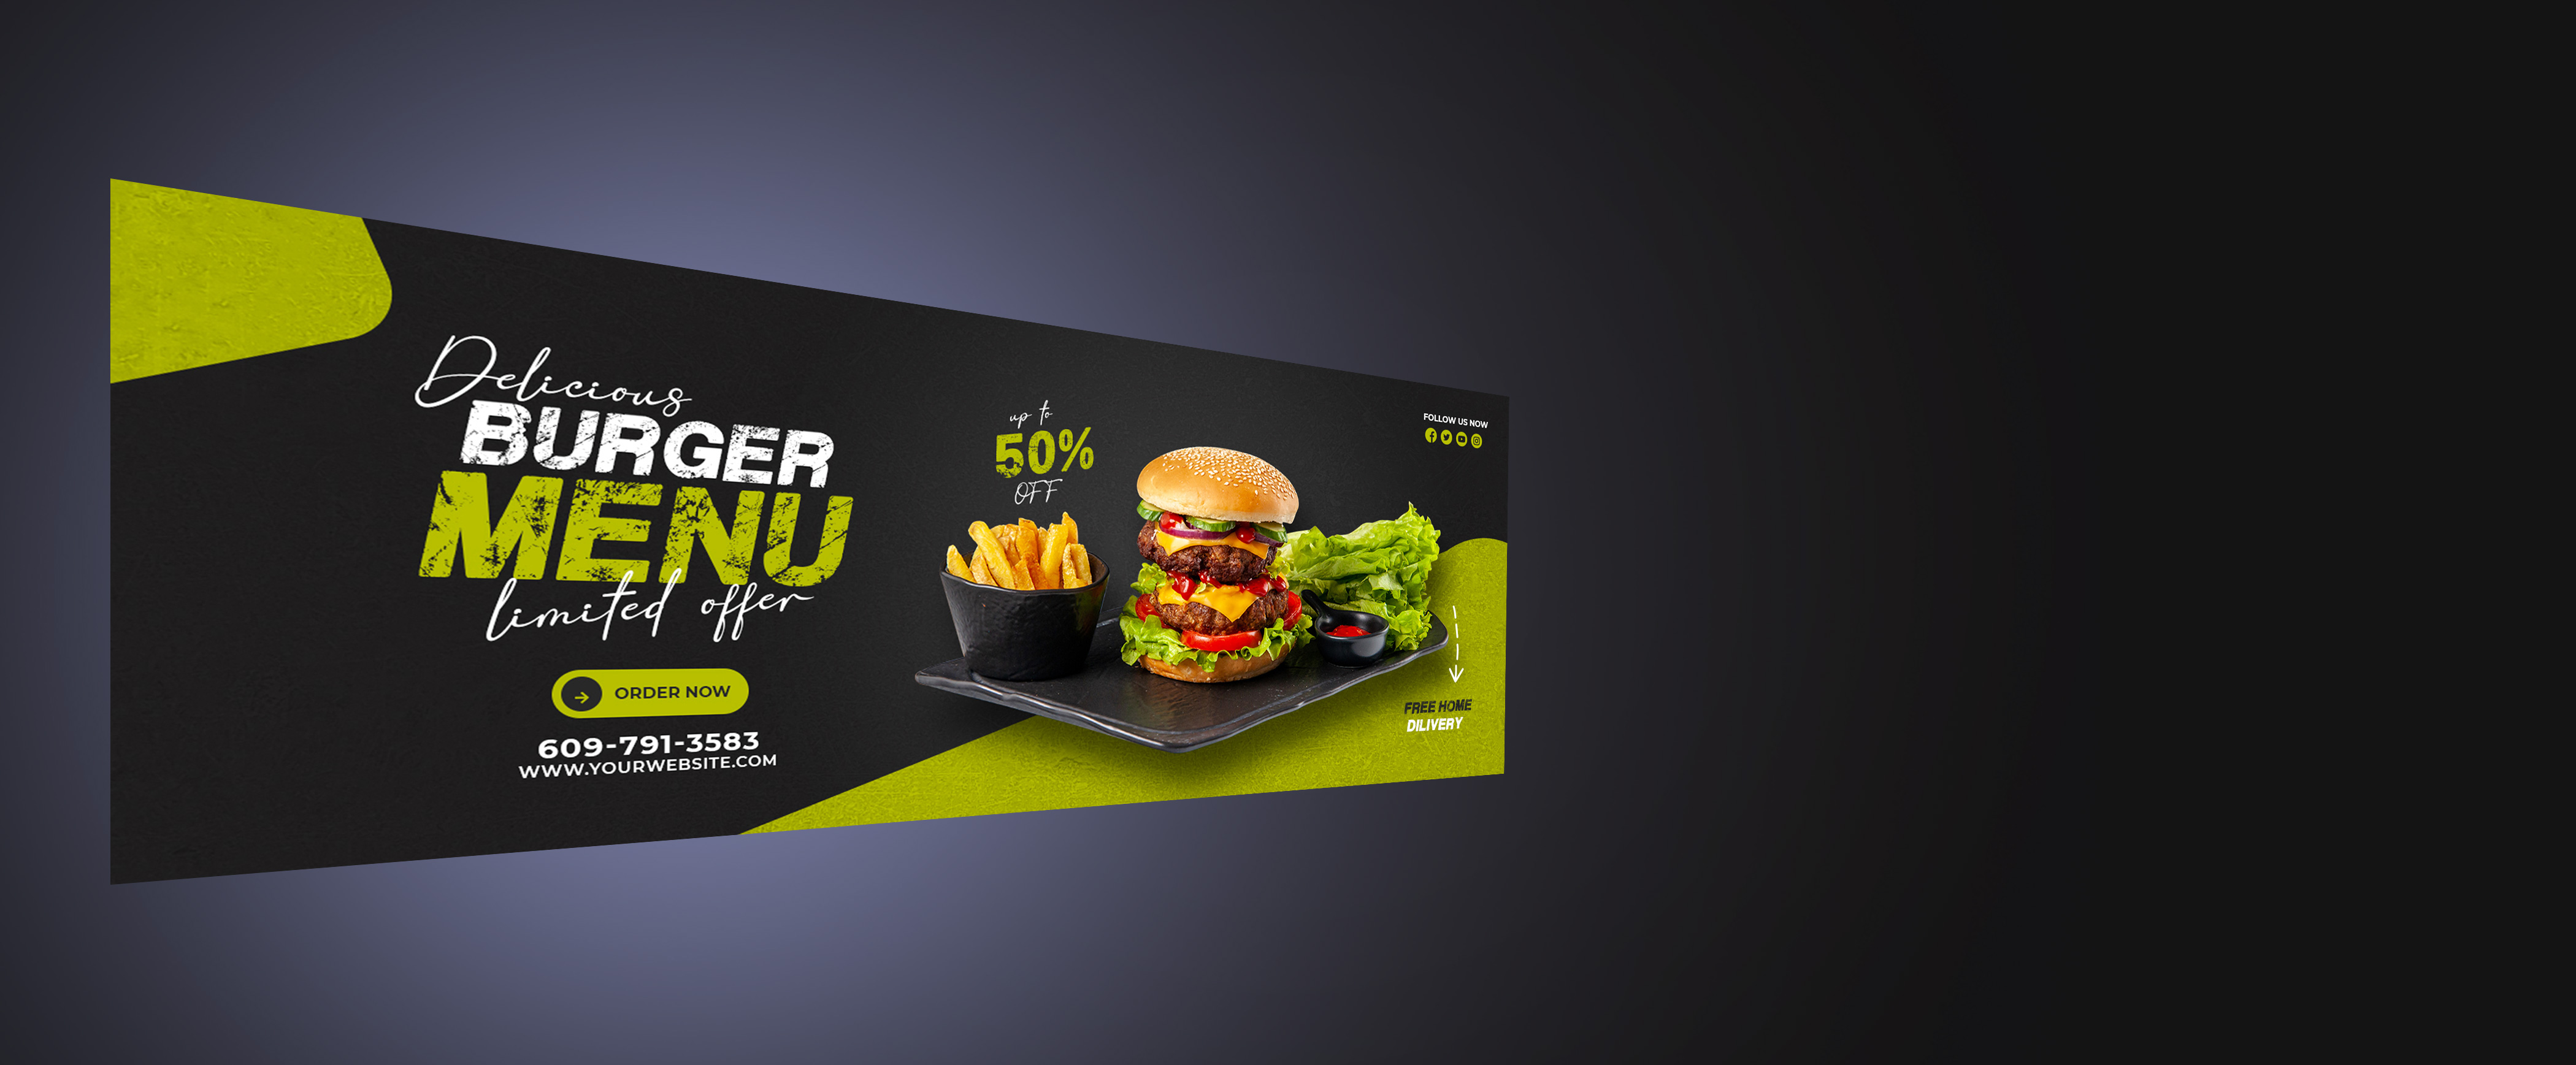 Delicious
BURGER
MENU
limited offer
ORDER NOW
609-791-3583
WWW.YOURWEBSITE.COM
up to
50%
OFF
FOLLOW US NOW
FREE HOME
DILIVERY